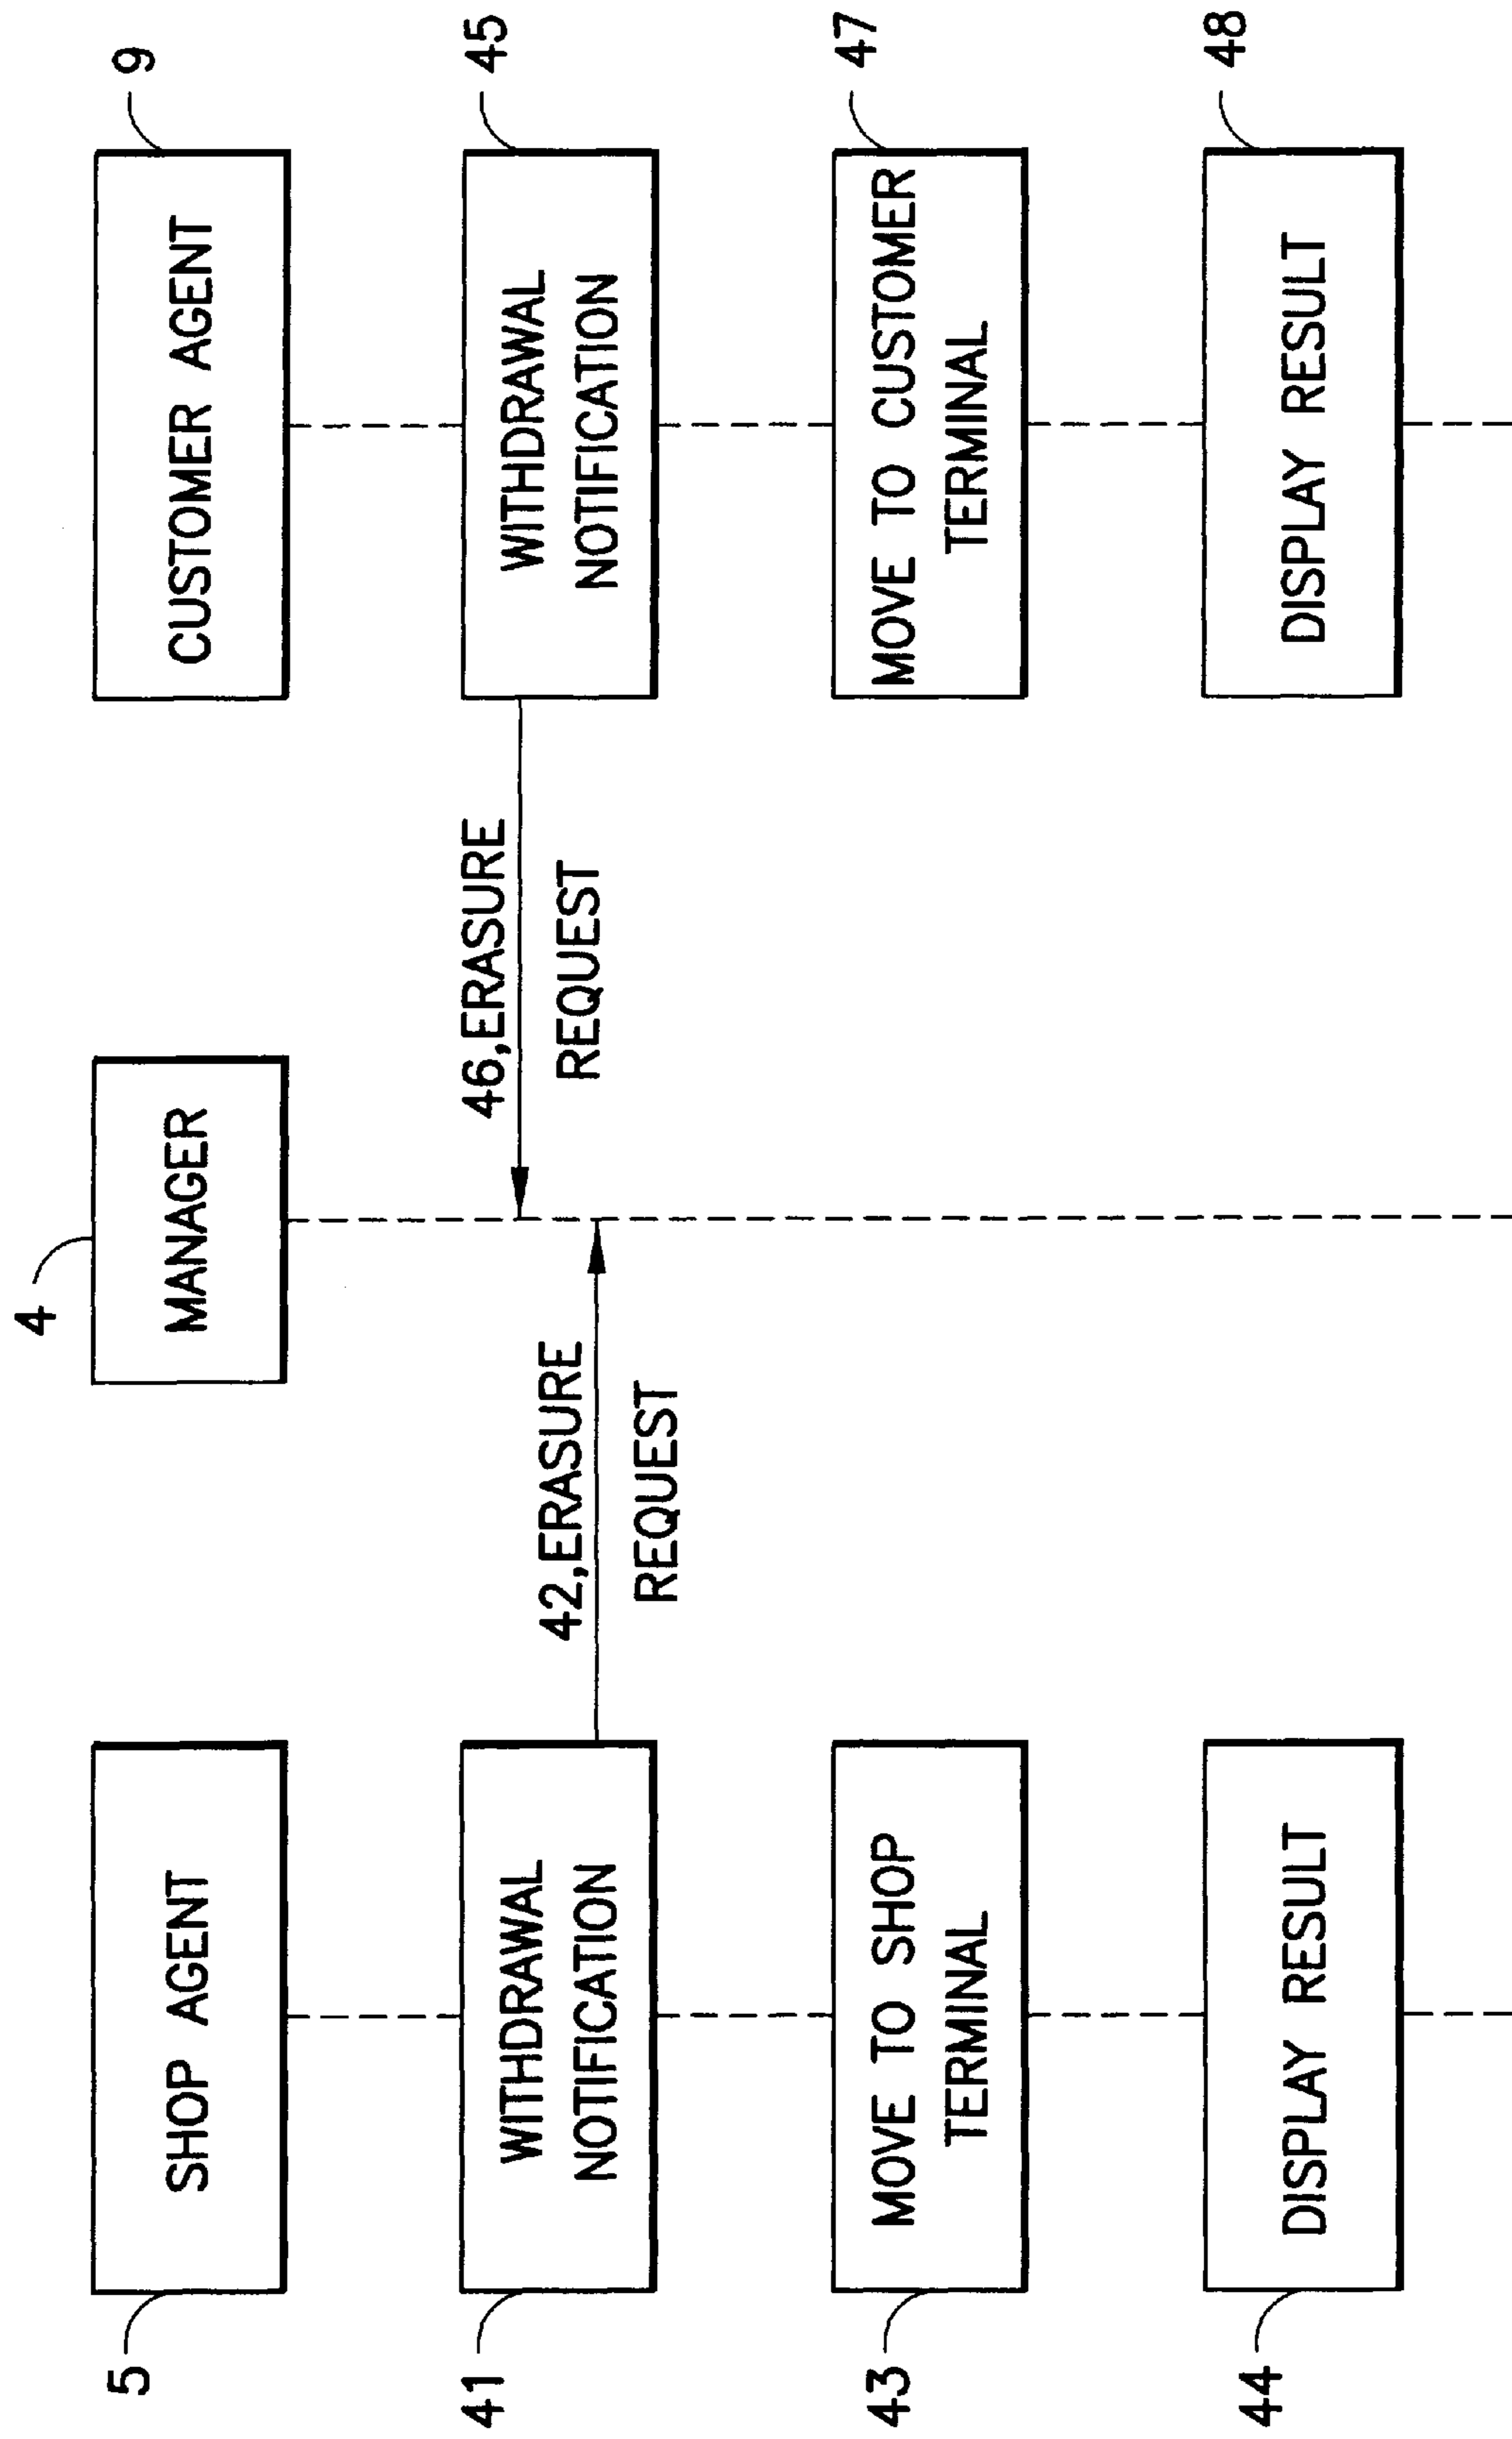 4
5
SHOP AGENT
MANAGER
CUSTOMER AGENT
9
41
WITHDRAWAL
NOTIFICATION
42,ERASURE
REQUEST
46,ERASURE
REQUEST
WITHDRAWAL
NOTIFICATION
45
43
MOVE TO SHOP
TERMINAL
MOVE TO CUSTOMER
TERMINAL
47
44
DISPLAY RESULT
DISPLAY RESULT
48